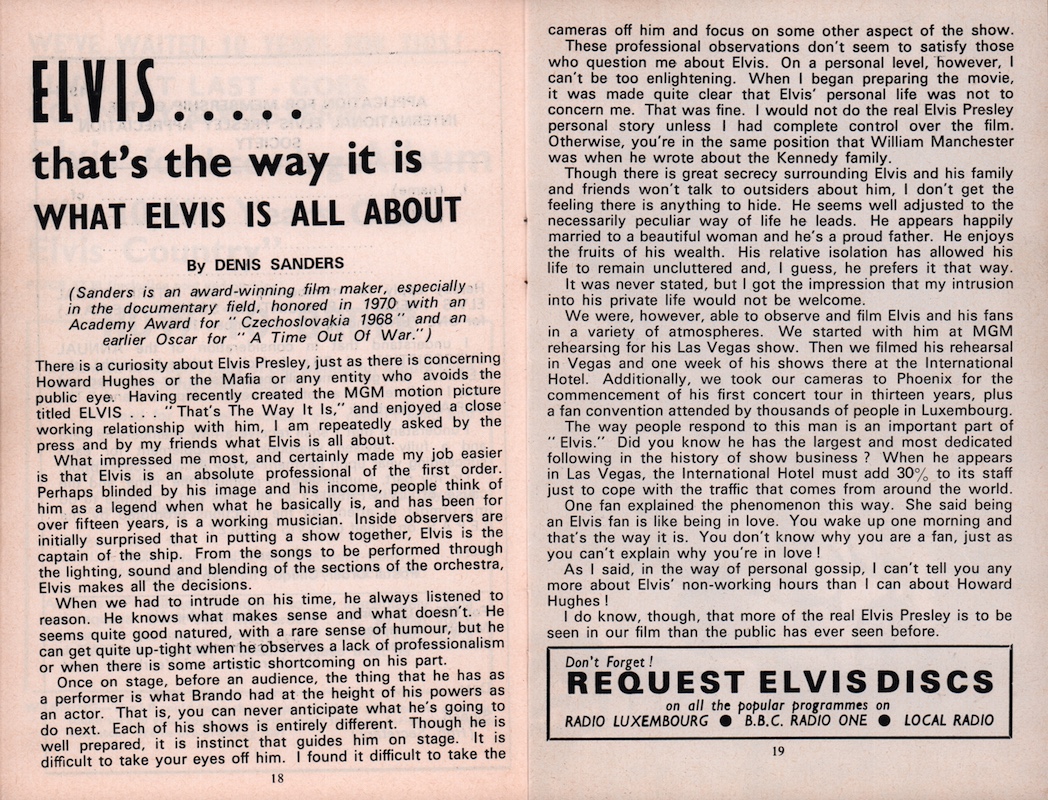 ELVIS......
that's the way it is
WHAT ELVIS IS ALL ABOUT
By DENIS SANDERS
(Sanders is an award-winning film maker, especially
in the documentary field, honored in 1970 with an
Academy Award for "Czechoslovakia 1968" and an
earlier Oscar for "A Time Out Of War.")
There is a curiosity about Elvis Presley, just as there is concerning
Howard Hughes or the Mafia or any entity who avoids the
public eye. Having recently created the MGM motion picture
titled ELVIS . . . "That's The Way It Is," and enjoyed a close
working relationship with him, I am repeatedly asked by the
press and by my friends what Elvis is all about.
What impressed me most, and certainly made my job easier
is that Elvis is an absolute professional of the first order.
Perhaps blinded by his image and his income, people think of
him as a legend when what he basically is, and has been for
over fifteen years, is a working musician. Inside observers are
initially surprised that in putting a show together, Elvis is the
captain of the ship. From the songs to be performed through
the lighting, sound and blending of the sections of the orchestra,
Elvis makes all the decisions.
When we had to intrude on his time, he always listened to
reason. He knows what makes sense and what doesn't. He
seems quite good natured, with a rare sense of humour, but he
can get quite up-tight when he observes a lack of professionalism
or when there is some artistic shortcoming on his part.
Once on stage, before an audience, the thing that he has as
a performer is what Brando had at the height of his powers as
an actor. That is, you can never anticipate what he's going to
do next. Each of his shows is entirely different. Though he is
well prepared, it is instinct that guides him on stage. It is
difficult to take your eyes off him. I found it difficult to take the
18
cameras off him and focus on some other aspect of the show.
These professional observations don't seem to satisfy those
who question me about Elvis. On a personal level, however, I
can't be too enlightening. When I began preparing the movie,
it was made quite clear that Elvis' personal life was not to
concern me. That was fine. I would not do the real Elvis Presley
personal story unless I had complete control over the film.
Otherwise, you're in the same position that William Manchester
was when he wrote about the Kennedy family.
Though there is great secrecy surrounding Elvis and his family
and friends won't talk to outsiders about him, I don't get the
feeling there is anything to hide. He seems well adjusted to the
necessarily peculiar way of life he leads. He appears happily
married to a beautiful woman and he's a proud father. He enjoys
the fruits of his wealth. His relative isolation has allowed his
life to remain uncluttered and, I guess, he prefers it that way.
It was never stated, but I got the impression that my intrusion
into his private life would not be welcome.
We were, however, able to observe and film Elvis and his fans
in a variety of atmospheres. We started with him at MGM
rehearsing for his Las Vegas show. Then we filmed his rehearsal
in Vegas and one week of his shows there at the International
Hotel. Additionally, we took our cameras to Phoenix for the
commencement of his first concert tour in thirteen years, plus
a fan convention attended by thousands of people in Luxembourg.
The way people respond to this man is an important part of
"Elvis." Did you know he has the largest and most dedicated
following in the history of show business? When he appears
in Las Vegas, the International Hotel must add 30% to its staff
just to cope with the traffic that comes from around the world.
One fan explained the phenomenon this way. She said being
an Elvis fan is like being in love. You wake up one morning and
that's the way it is. You don't know why you are a fan, just as
you can't explain why you're in love!
As I said, in the way of personal gossip, I can't tell you any
more about Elvis' non-working hours than I can about Howard
Hughes!
I do know, though, that more of the real Elvis Presley is to be
seen in our film than the public has ever seen before.
Don't Forget!
REQUEST ELVIS DISCS
on all the popular programmes on
RADIO LUXEMBOURG ● B.B.C. RADIO ONE ● LOCAL RADIO
19